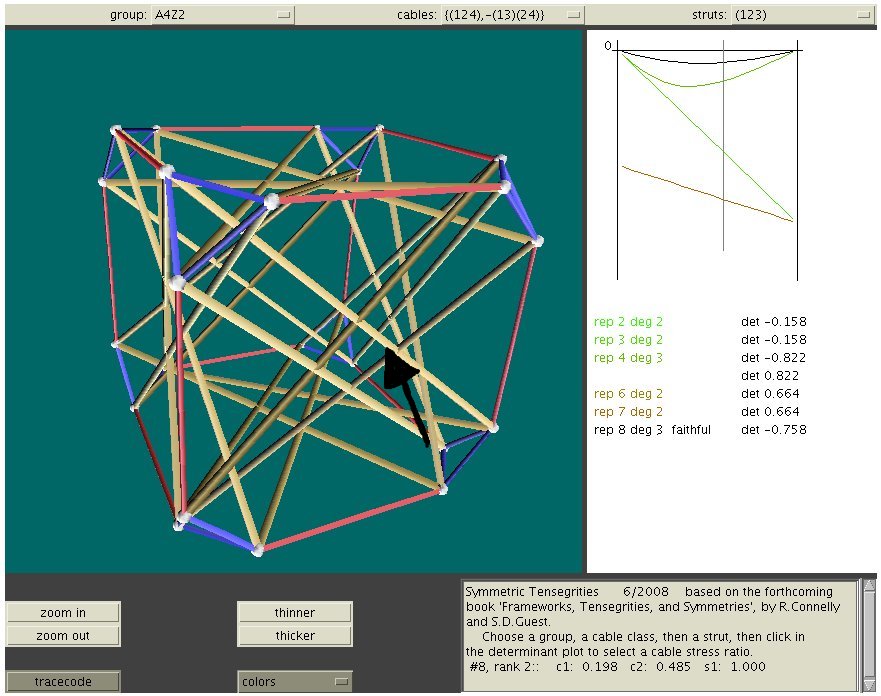 group: A4Z2 cables: {(124),-(13)(24)} struts: (123)
0
rep 2 deg 2 det -0.158
rep 3 deg 2 det -0.158
rep 4 deg 3 det -0.822
det 0.822
rep 6 deg 2 det 0.664
rep 7 deg 2 det 0.664
rep 8 deg 3 faithful det -0.758
zoom in
zoom out
thinner
thicker
tracecode
colors
Symmetric Tensegrities 6/2008 based on the forthcoming
book 'Frameworks, Tensegrities, and Symmetries', by R.Connelly
and S.D.Guest.
Choose a group, a cable class, then a strut, then click in
the determinant plot to select a cable stress ratio.
#8, rank 2:: c1: 0.198 c2: 0.485 s1: 1.000